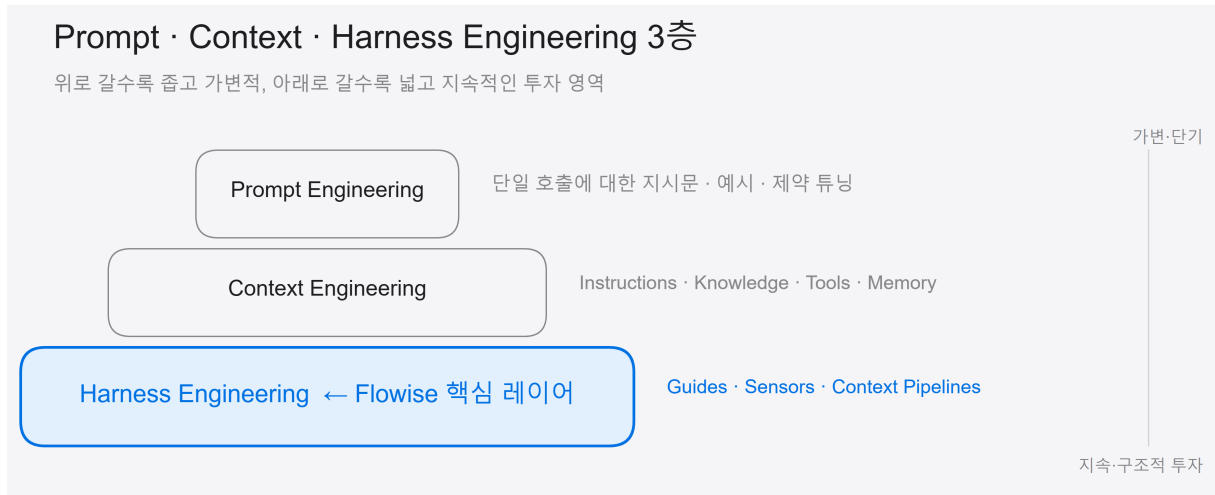 Prompt · Context · Harness Engineering 3층
위로 갈수록 좁고 가변적, 아래로 갈수록 넓고 지속적인 투자 영역
가변·단기
Prompt Engineering
단일 호출에 대한 지시문 · 예시 · 제약 튜닝
Context Engineering
Instructions · Knowledge · Tools · Memory
Harness Engineering ← Flowise 핵심 레이어
Guides · Sensors · Context Pipelines
지속·구조적 투자